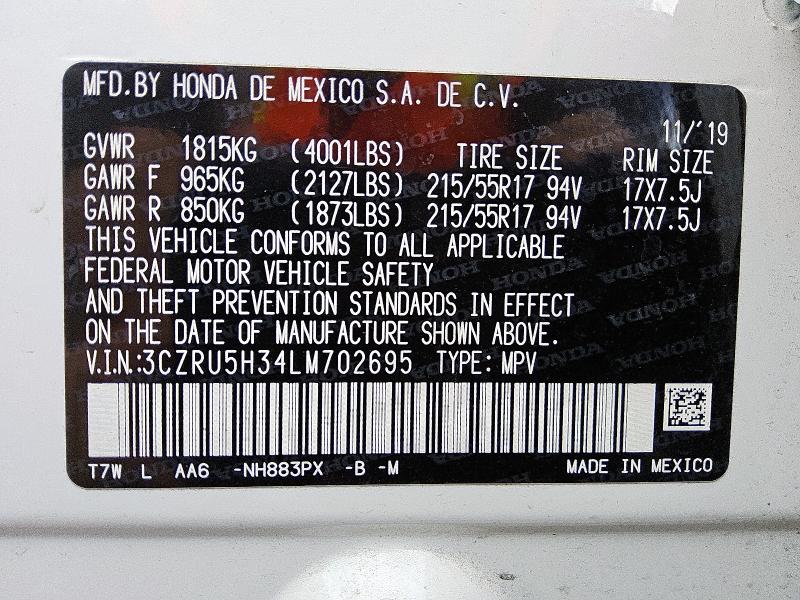 MFD.BY HONDA DE MEXICO S.A. DE C.V.
11/'19
GVWR 1815KG (4001LBS) TIRE SIZE RIM SIZE
GAWR F 965KG (2127LBS) 215/55R17 94V 17X7.5J
GAWR R 850KG (1873LBS) 215/55R17 94V 17X7.5J
THIS VEHICLE CONFORMS TO ALL APPLICABLE
FEDERAL MOTOR VEHICLE SAFETY
AND THEFT PREVENTION STANDARDS IN EFFECT
ON THE DATE OF MANUFACTURE SHOWN ABOVE.
V.I.N.:3CZRU5H34LM702695 TYPE: MPV
T7W L AA6 -NH883PX -B -M MADE IN MEXICO